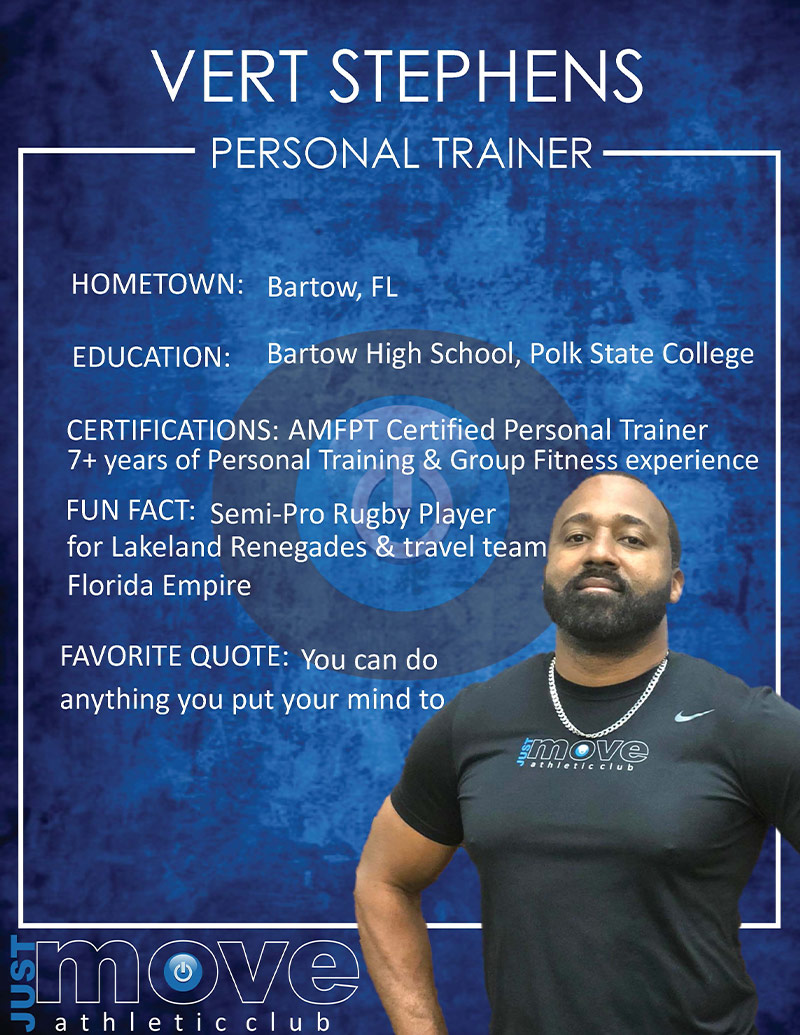 VERT STEPHENS
PERSONAL TRAINER
HOMETOWN: Bartow, FL
EDUCATION: Bartow High School, Polk State College
CERTIFICATIONS: AMFPT Certified Personal Trainer
7+ years of Personal Training & Group Fitness experience
FUN FACT: Semi-Pro Rugby Player
for Lakeland Renegades & travel team
Florida Empire
FAVORITE QUOTE: You can do
anything you put your mind to
JUST move
athletic club
JUST move
athletic club